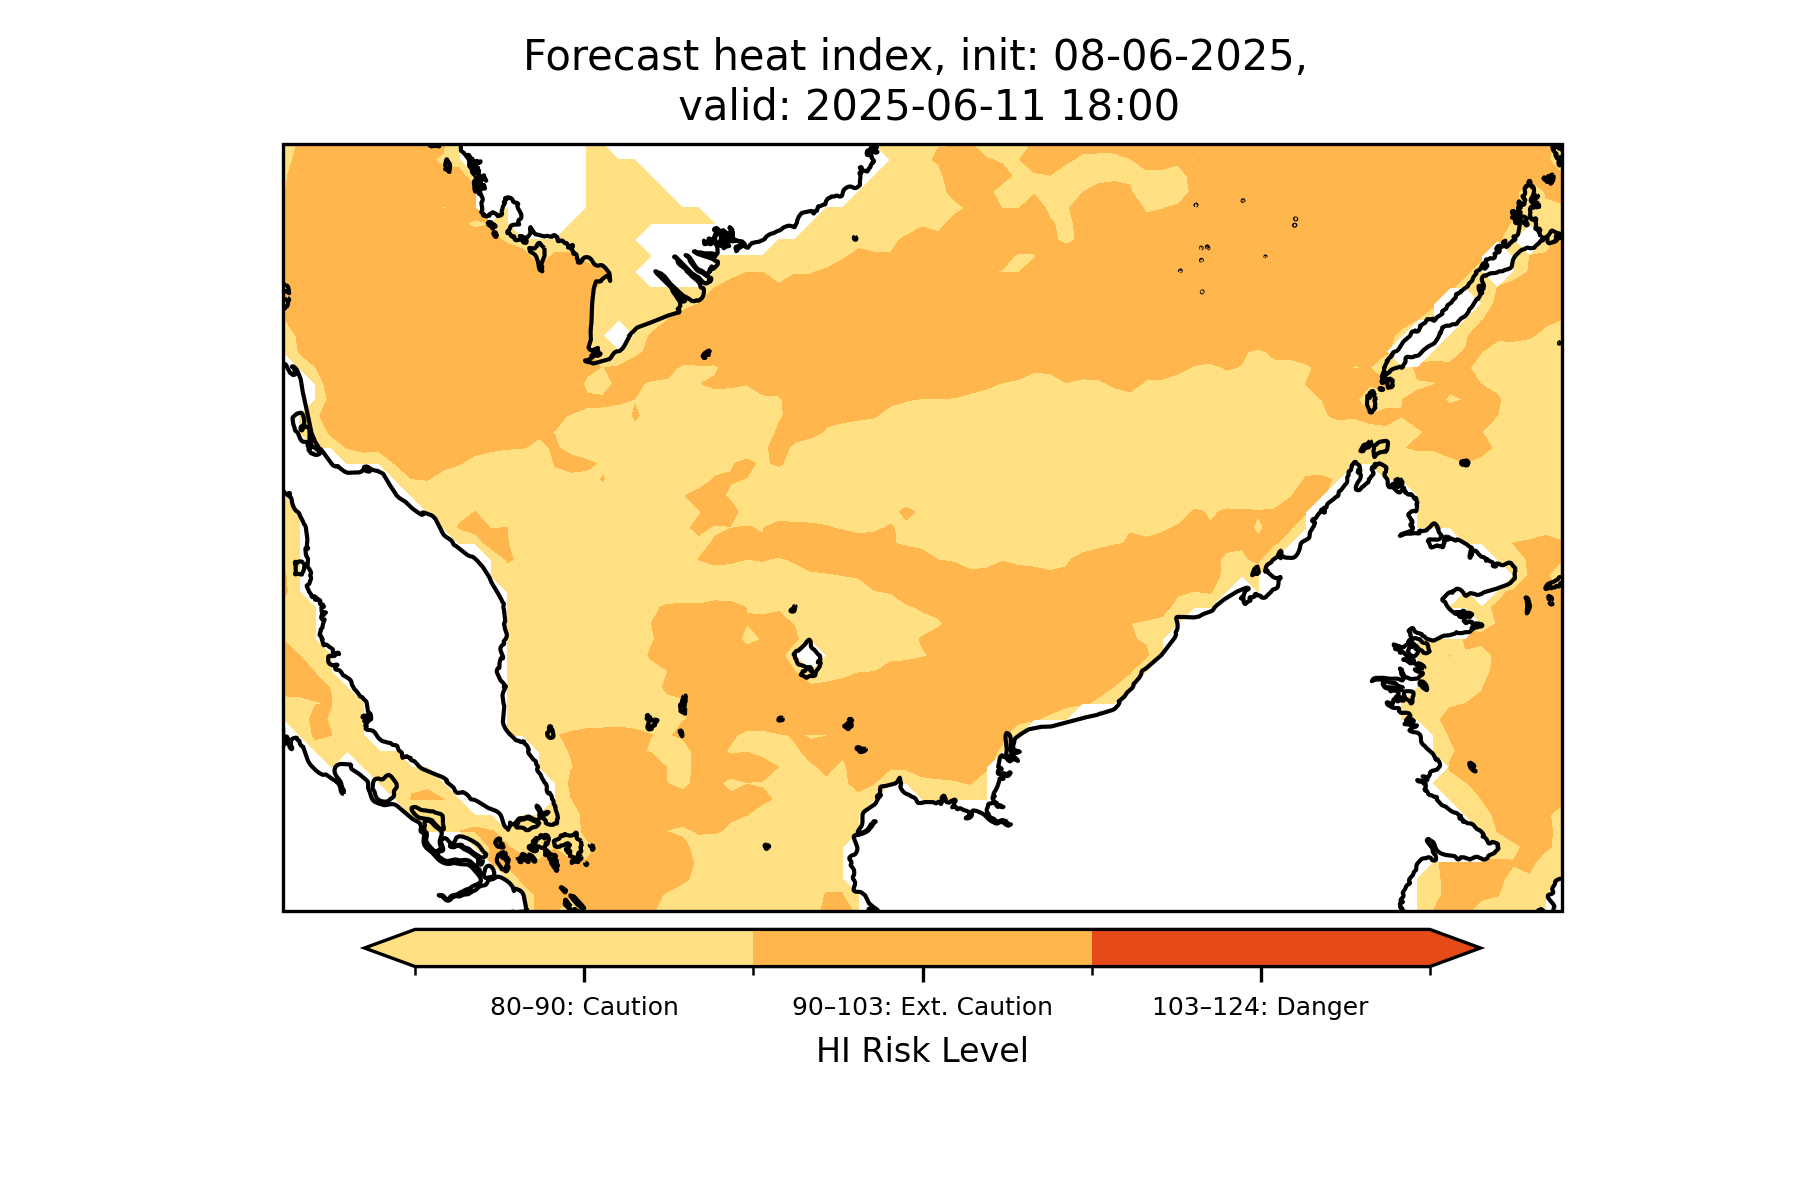 Forecast heat index, init: 08-06-2025,
valid: 2025-06-11 18:00
80–90: Caution
90–103: Ext. Caution
103–124: Danger
HI Risk Level